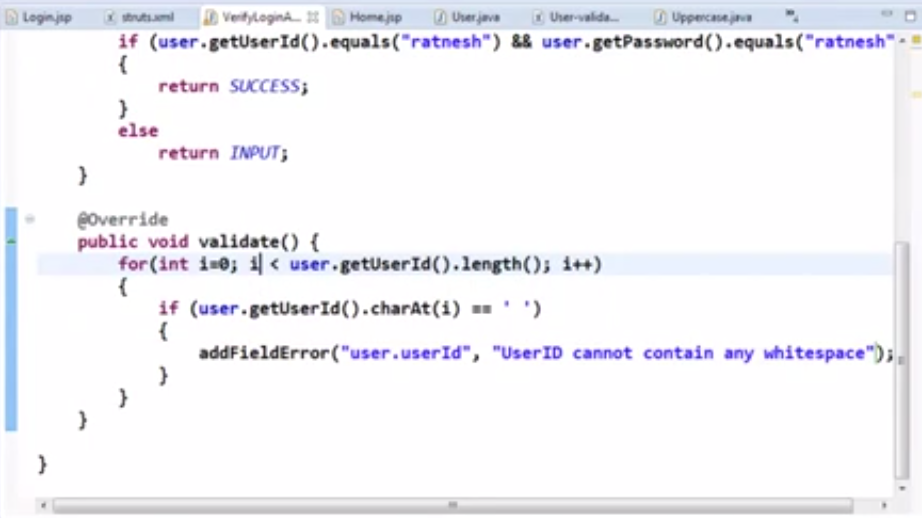 Login.jsp struts.xml VerifyLoginA... Home.jsp User.java User-valida... Uppercase.java
if (user.getUserId().equals("ratnesh") && user.getPassword().equals("ratnesh"
{
return SUCCESS;
}
else
return INPUT;
}
@Override
public void validate() {
for(int i=0; i < user.getUserId().length(); i++)
{
if (user.getUserId().charAt(i) == ' ')
{
addFieldError("user.userId", "UserID cannot contain any whitespace");
}
}
}
}